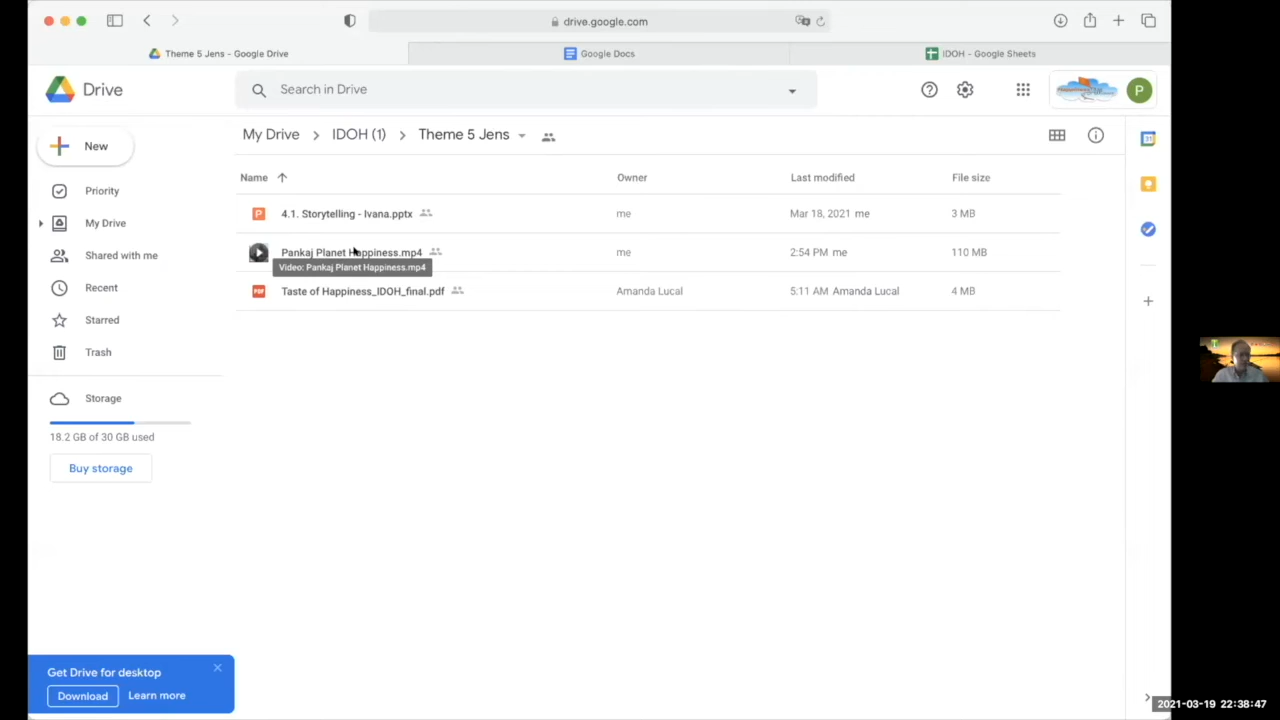 drive.google.com
Theme 5 Jens - Google Drive
Google Docs
IDOH - Google Sheets
Drive
Search in Drive
P
New
My Drive
IDOH (1)
Theme 5 Jens
Name
Owner
Last modified
File size
Priority
My Drive
Shared with me
Recent
Starred
Trash
Storage
18.2 GB of 30 GB used
Buy storage
P 4.1. Storytelling - Ivana.pptx me Mar 18, 2021 me 3 MB
Pankaj Planet Happiness.mp4 me 2:54 PM me 110 MB
Video: Pankaj Planet Happiness.mp4
PDF Taste of Happiness_IDOH_final.pdf Amanda Lucal 5:11 AM Amanda Lucal 4 MB
31
Get Drive for desktop
Download Learn more
2021-03-19 22:38:47